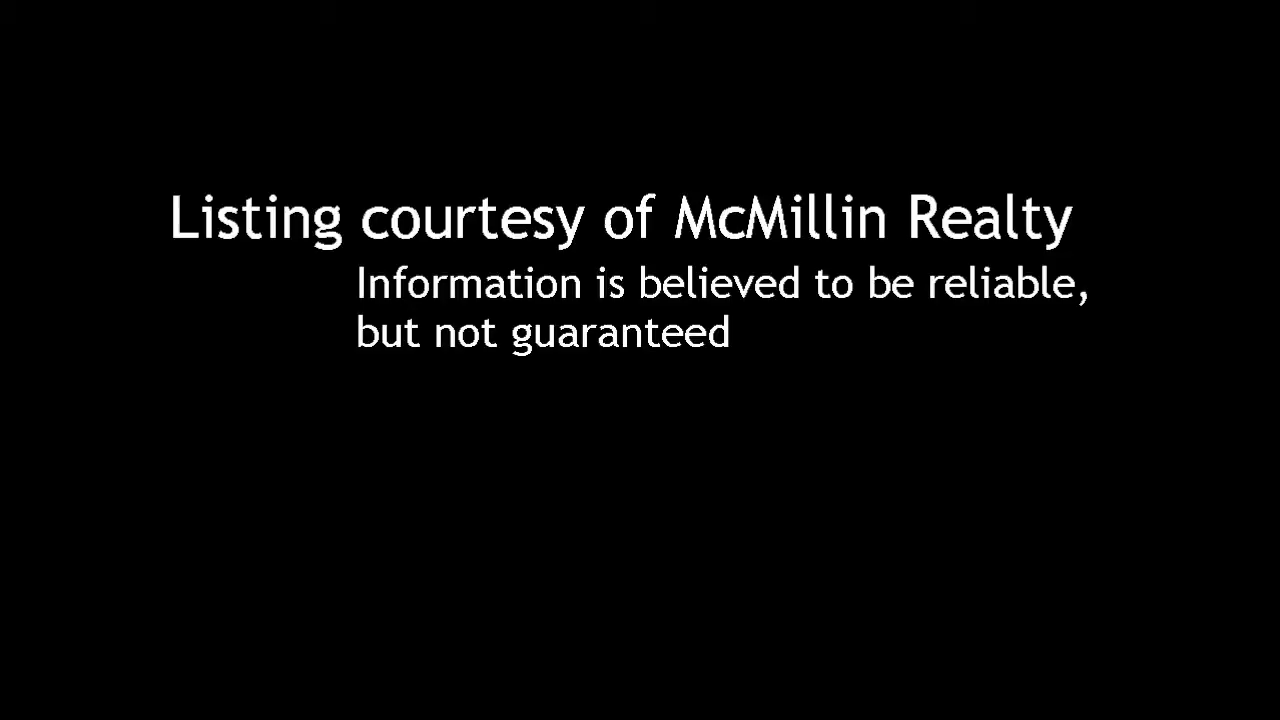 Listing courtesy of McMillin Realty
Information is believed to be reliable,
but not guaranteed